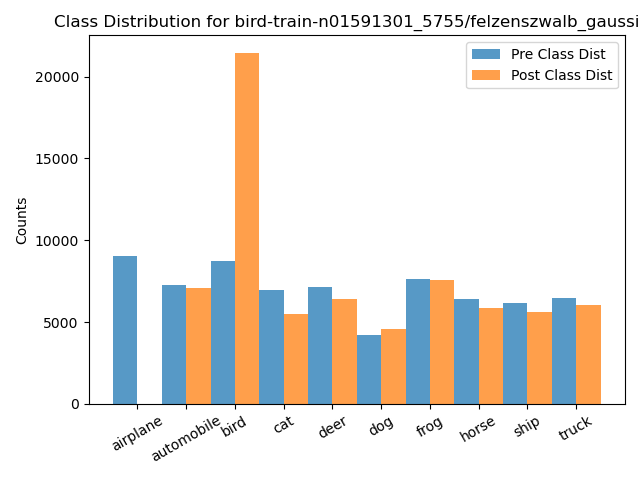 Class Distribution for bird-train-n01591301_5755/felzenszwalb_gaussi
Pre Class Dist
Post Class Dist
Counts
20000
15000
10000
5000
0
airplane
automobile
bird
cat
deer
dog
frog
horse
ship
truck